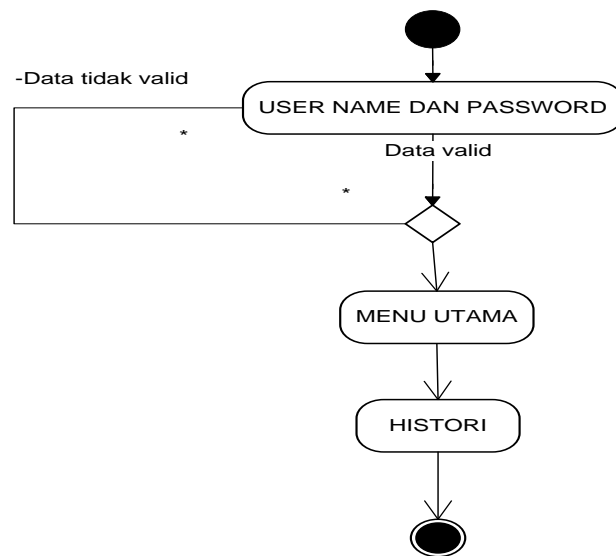 -Data tidak valid
USER NAME DAN PASSWORD
*
Data valid
*
MENU UTAMA
HISTORI